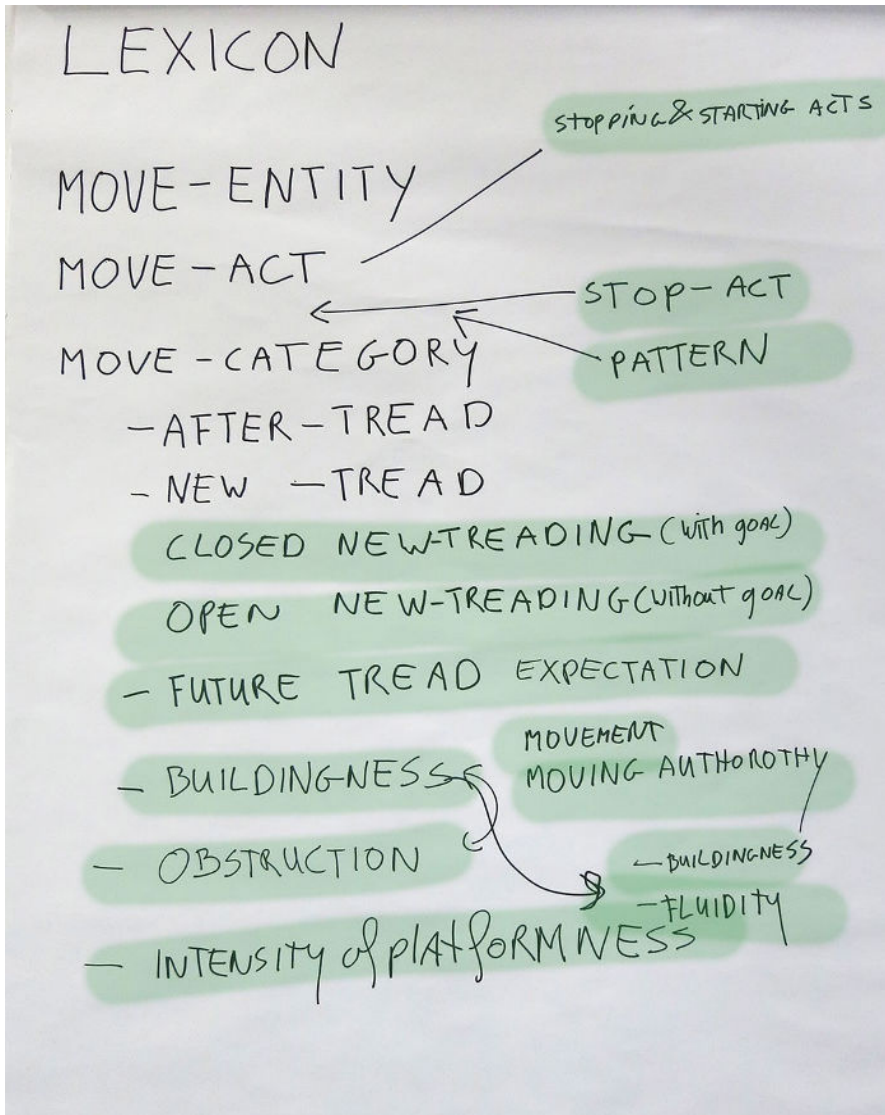 LEXICON
STOPPING & STARTING ACTS
MOVE-ENTITY
MOVE-ACT
STOP-ACT
PATTERN
MOVE-CATEGORY
-AFTER-TREAD
-NEW-TREAD
CLOSED NEW-TREADING (with goal)
OPEN NEW-TREADING (without goal)
- FUTURE TREAD EXPECTATION
MOVEMENT
MOVING AUTHOROTHY
- BUILDINGNESS
- OBSTRUCTION
- BUILDINGNESS
- FLUIDITY
- INTENSITY of plAtfORMNESS